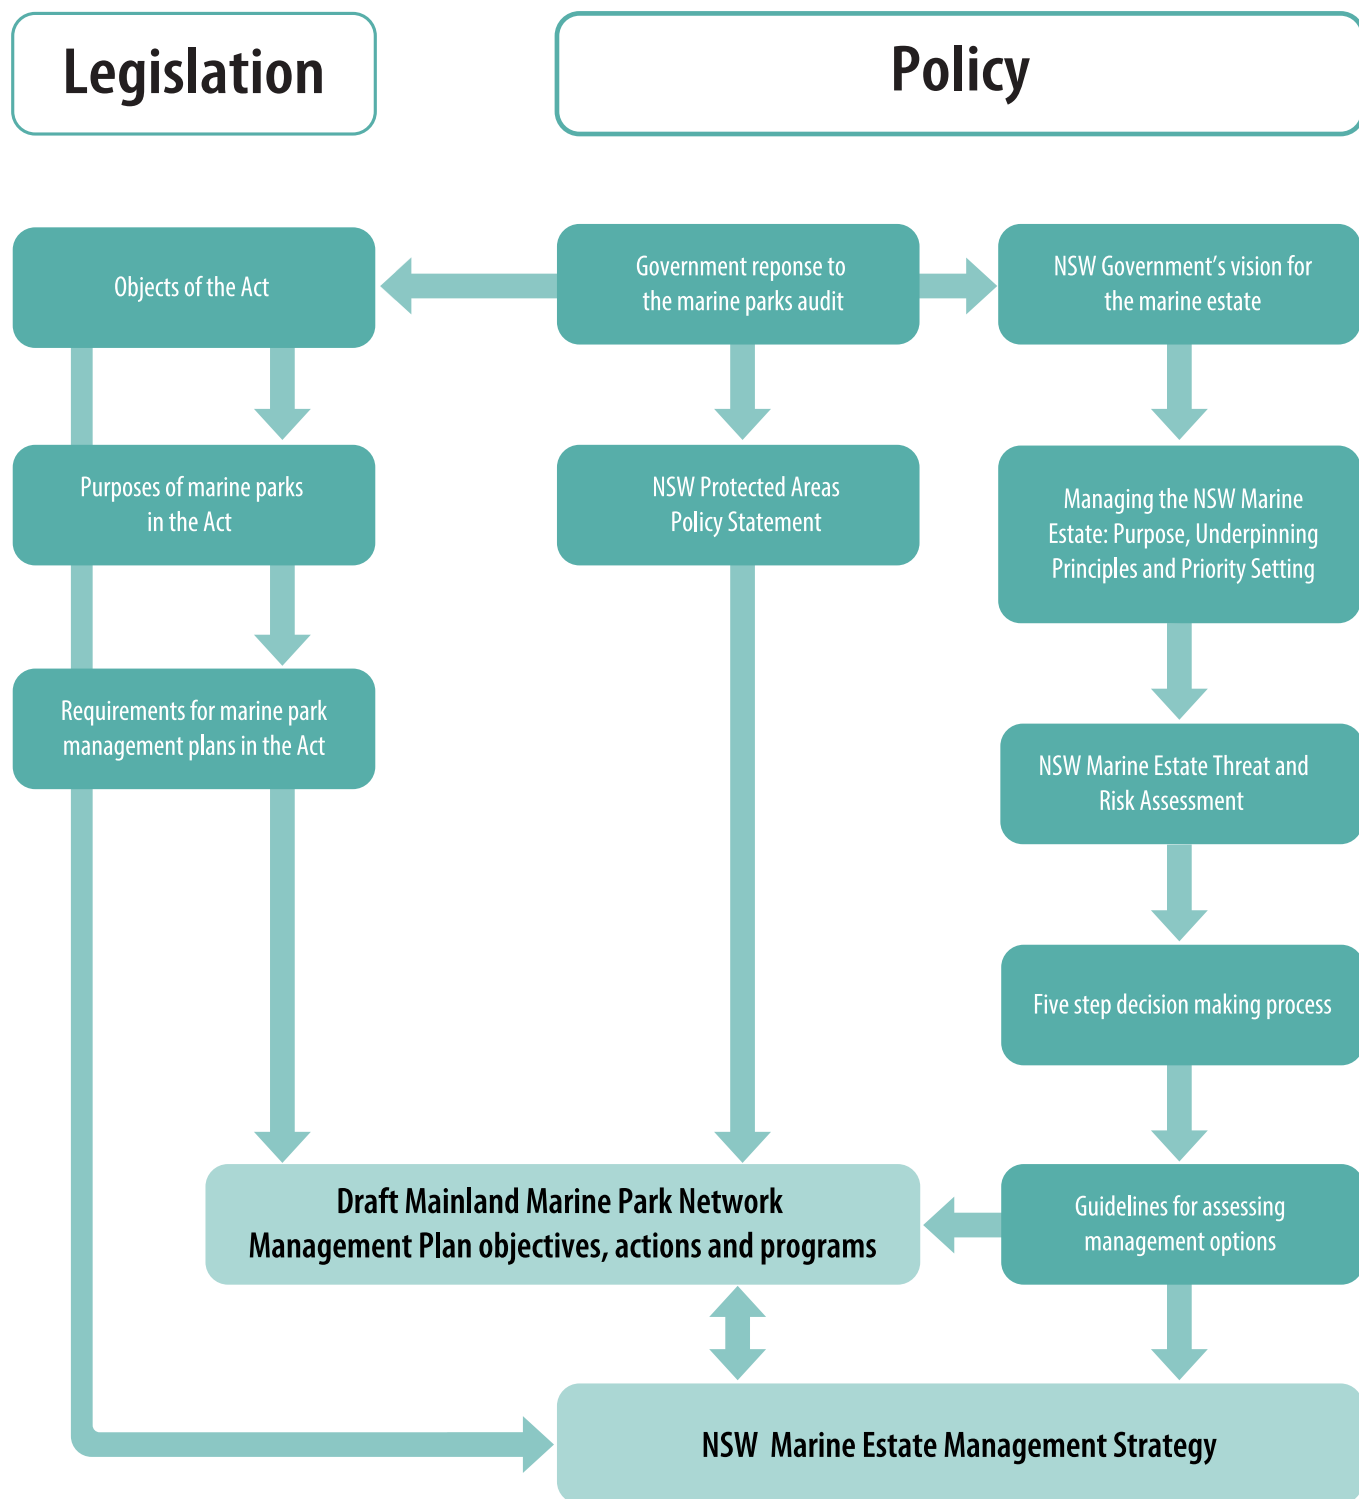 Legislation
Policy
Objects of the Act
Government reponse to
the marine parks audit
NSW Government’s vision for
the marine estate
Purposes of marine parks
in the Act
NSW Protected Areas
Policy Statement
Managing the NSW Marine
Estate: Purpose, Underpinning
Principles and Priority Setting
Requirements for marine park
management plans in the Act
NSW Marine Estate Threat and
Risk Assessment
Five step decision making process
Draft Mainland Marine Park Network
Management Plan objectives, actions and programs
Guidelines for assessing
management options
NSW Marine Estate Management Strategy